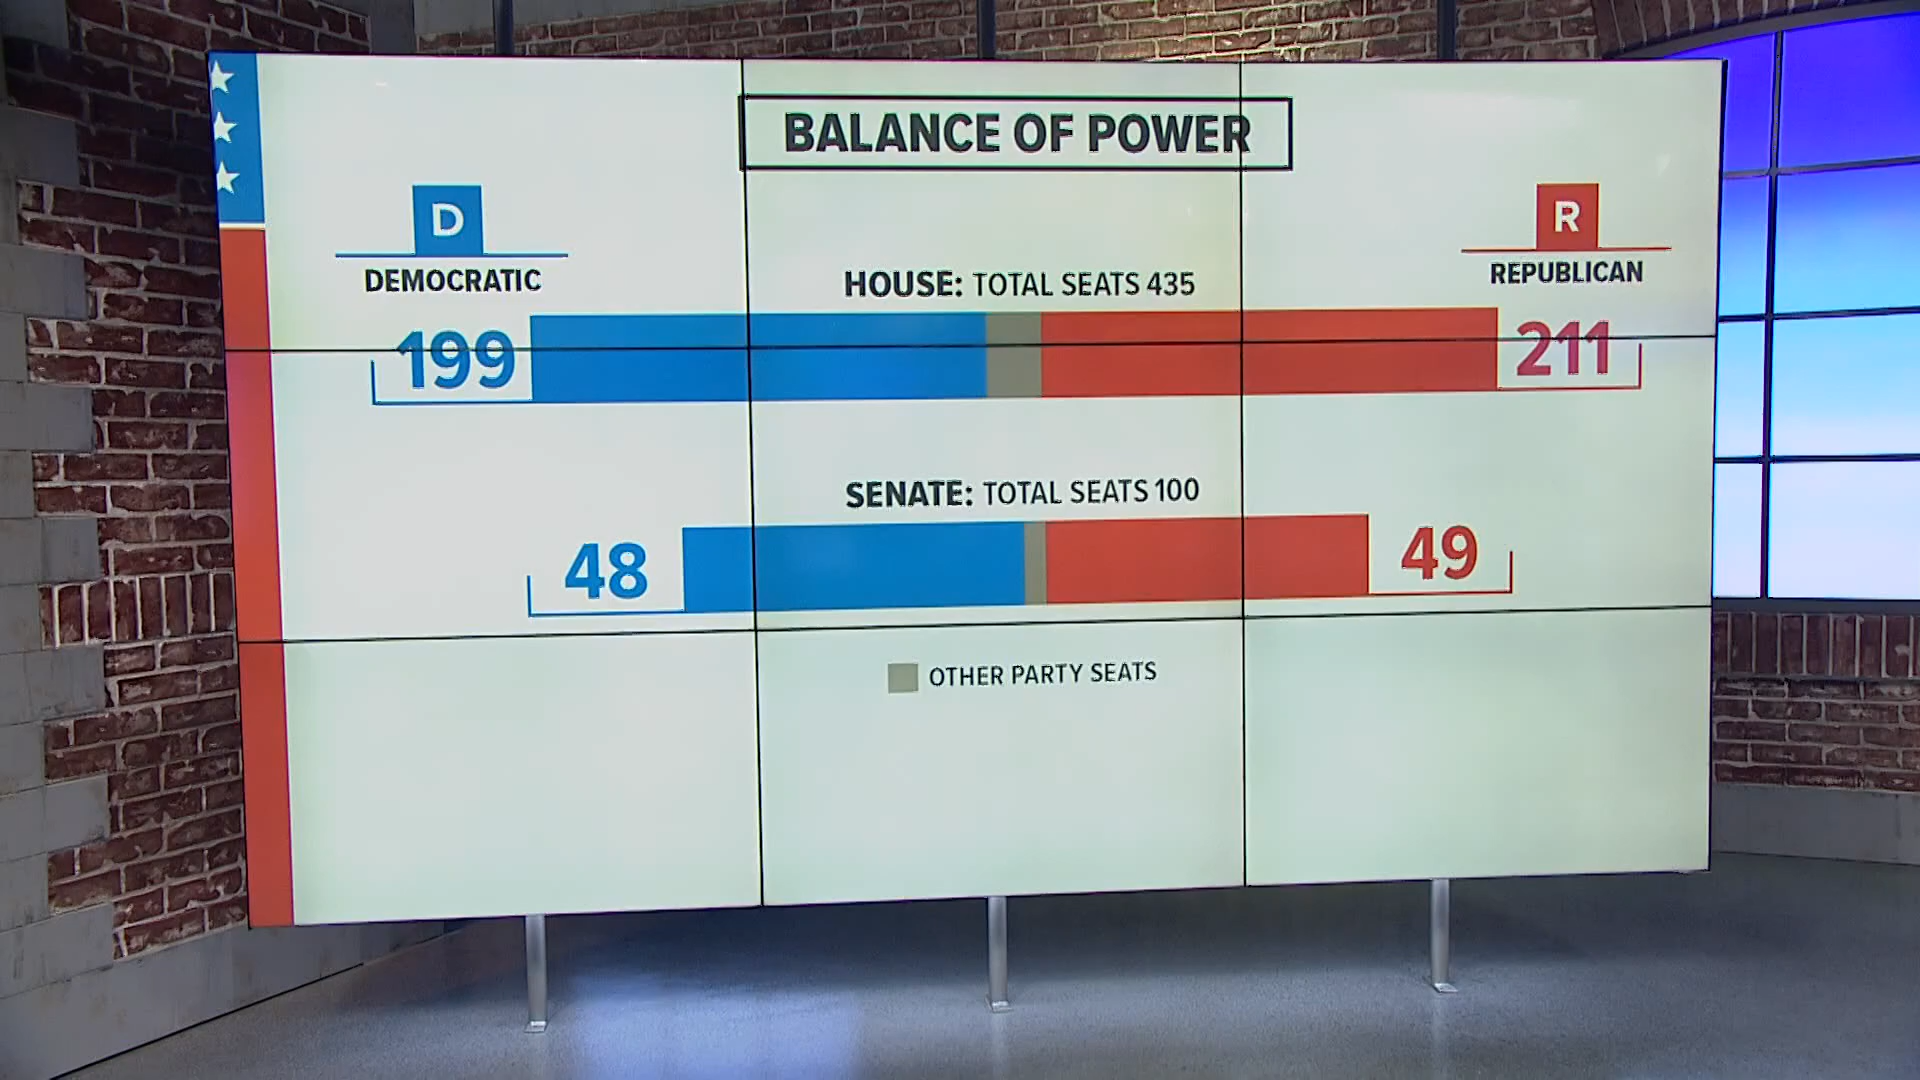 BALANCE OF POWER
D
DEMOCRATIC
R
REPUBLICAN
HOUSE: TOTAL SEATS 435
199
211
SENATE: TOTAL SEATS 100
48
49
OTHER PARTY SEATS